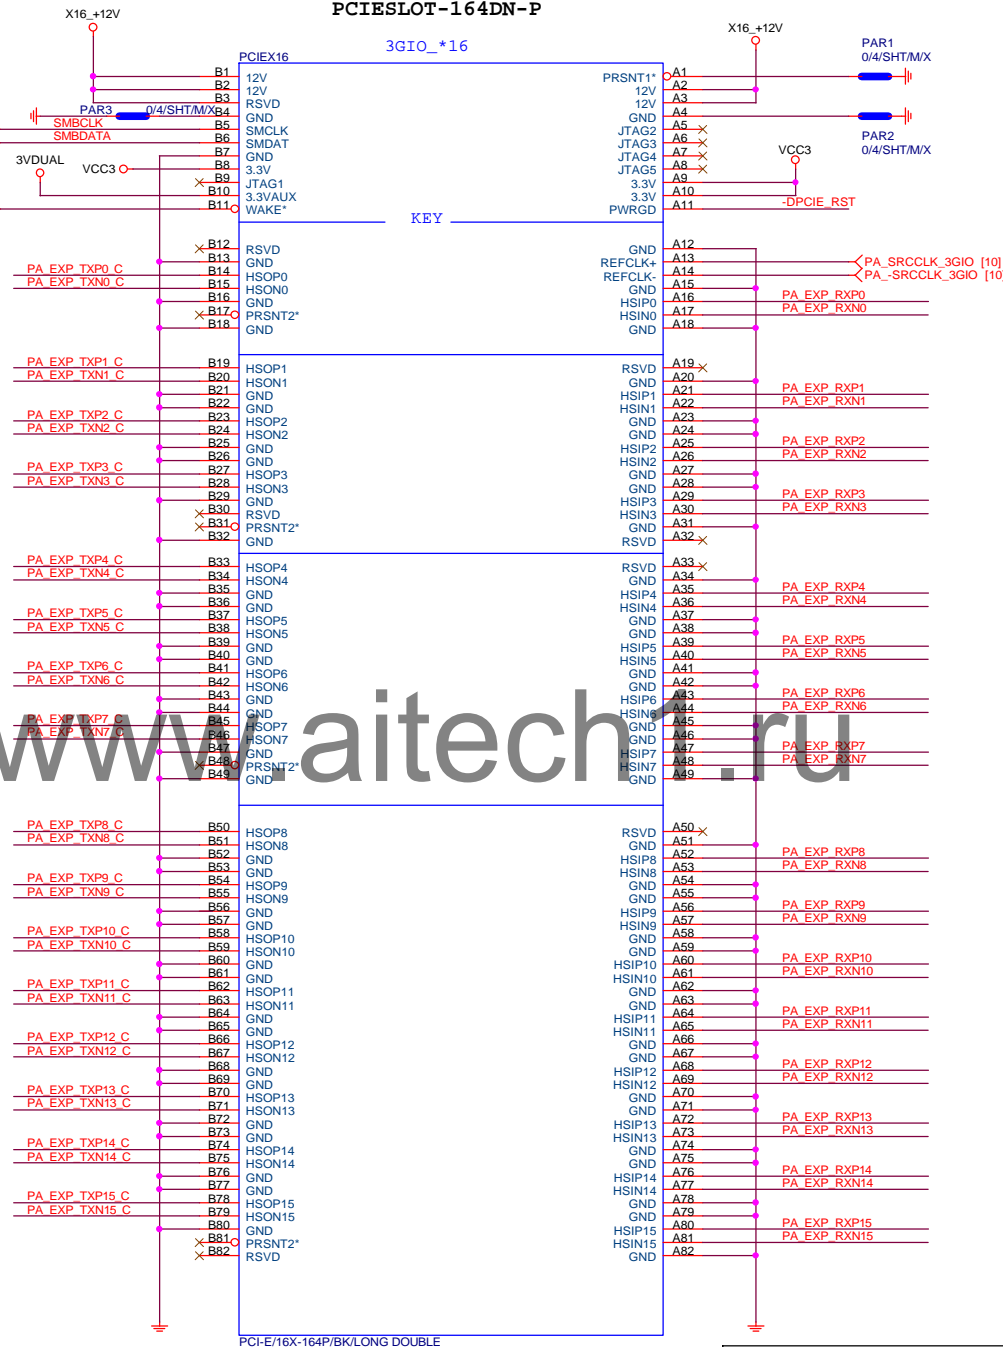 PCIESLOT-164DN-P
X16_+12V
X16_+12V
3GIO_*16
PCIEX16
PAR1
0/4/SHT/M/X
B1 12V PRSNT1* A1
B2 12V 12V A2
B3 RSVD 12V A3
PAR3 0/4/SHT/M/X B4 GND GND A4
SMBCLK B5 SMCLK JTAG2 A5
SMBDATA B6 SMDAT JTAG3 A6
PAR2
0/4/SHT/M/X
B7 GND JTAG4 A7
3VDUAL VCC3 B8 3.3V JTAG5 A8 VCC3
B9 JTAG1 3.3V A9
B10 3.3VAUX 3.3V A10
B11 WAKE* PWRGD A11 -DPCIE_RST
KEY
B12 RSVD GND A12
B13 GND REFCLK+ A13 PA_SRCCLK_3GIO [10]
PA_EXP_TXP0_C B14 HSOP0 REFCLK- A14 PA_-SRCCLK_3GIO [10]
PA_EXP_TXN0_C B15 HSON0 GND A15
B16 GND HSIP0 A16 PA_EXP_RXP0
B17 PRSNT2* HSIN0 A17 PA_EXP_RXN0
B18 GND GND A18
PA_EXP_TXP1_C B19 HSOP1 RSVD A19
PA_EXP_TXN1_C B20 HSON1 GND A20
B21 GND HSIP1 A21 PA_EXP_RXP1
B22 GND HSIN1 A22 PA_EXP_RXN1
PA_EXP_TXP2_C B23 HSOP2 GND A23
PA_EXP_TXN2_C B24 HSON2 GND A24
B25 GND HSIP2 A25 PA_EXP_RXP2
B26 GND HSIN2 A26 PA_EXP_RXN2
PA_EXP_TXP3_C B27 HSOP3 GND A27
PA_EXP_TXN3_C B28 HSON3 GND A28
B29 GND HSIP3 A29 PA_EXP_RXP3
B30 RSVD HSIN3 A30 PA_EXP_RXN3
B31 PRSNT2* GND A31
B32 GND RSVD A32
PA_EXP_TXP4_C B33 HSOP4 RSVD A33
PA_EXP_TXN4_C B34 HSON4 GND A34
B35 GND HSIP4 A35 PA_EXP_RXP4
B36 GND HSIN4 A36 PA_EXP_RXN4
PA_EXP_TXP5_C B37 HSOP5 GND A37
PA_EXP_TXN5_C B38 HSON5 GND A38
B39 GND HSIP5 A39 PA_EXP_RXP5
B40 GND HSIN5 A40 PA_EXP_RXN5
PA_EXP_TXP6_C B41 HSOP6 GND A41
PA_EXP_TXN6_C B42 HSON6 GND A42
B43 GND HSIP6 A43 PA_EXP_RXP6
B44 GND HSIN6 A44 PA_EXP_RXN6
PA_EXP_TXP7_C B45 HSOP7 GND A45
PA_EXP_TXN7_C B46 HSON7 GND A46
B47 GND HSIP7 A47 PA_EXP_RXP7
B48 PRSNT2* HSIN7 A48 PA_EXP_RXN7
B49 GND GND A49
www.aitech1.ru
PA_EXP_TXP8_C B50 HSOP8 RSVD A50
PA_EXP_TXN8_C B51 HSON8 GND A51
B52 GND HSIP8 A52 PA_EXP_RXP8
B53 GND HSIN8 A53 PA_EXP_RXN8
PA_EXP_TXP9_C B54 HSOP9 GND A54
PA_EXP_TXN9_C B55 HSON9 GND A55
B56 GND HSIP9 A56 PA_EXP_RXP9
B57 GND HSIN9 A57 PA_EXP_RXN9
PA_EXP_TXP10_C B58 HSOP10 GND A58
PA_EXP_TXN10_C B59 HSON10 GND A59
B60 GND HSIP10 A60 PA_EXP_RXP10
B61 GND HSIN10 A61 PA_EXP_RXN10
PA_EXP_TXP11_C B62 HSOP11 GND A62
PA_EXP_TXN11_C B63 HSON11 GND A63
B64 GND HSIP11 A64 PA_EXP_RXP11
B65 GND HSIN11 A65 PA_EXP_RXN11
PA_EXP_TXP12_C B66 HSOP12 GND A66
PA_EXP_TXN12_C B67 HSON12 GND A67
B68 GND HSIP12 A68 PA_EXP_RXP12
B69 GND HSIN12 A69 PA_EXP_RXN12
PA_EXP_TXP13_C B70 HSOP13 GND A70
PA_EXP_TXN13_C B71 HSON13 GND A71
B72 GND HSIP13 A72 PA_EXP_RXP13
B73 GND HSIN13 A73 PA_EXP_RXN13
PA_EXP_TXP14_C B74 HSOP14 GND A74
PA_EXP_TXN14_C B75 HSON14 GND A75
B76 GND HSIP14 A76 PA_EXP_RXP14
B77 GND HSIN14 A77 PA_EXP_RXN14
PA_EXP_TXP15_C B78 HSOP15 GND A78
PA_EXP_TXN15_C B79 HSON15 GND A79
B80 GND HSIP15 A80 PA_EXP_RXP15
B81 PRSNT2* HSIN15 A81 PA_EXP_RXN15
B82 RSVD GND A82
PCI-E/16X-164P/BK/LONG DOUBLE